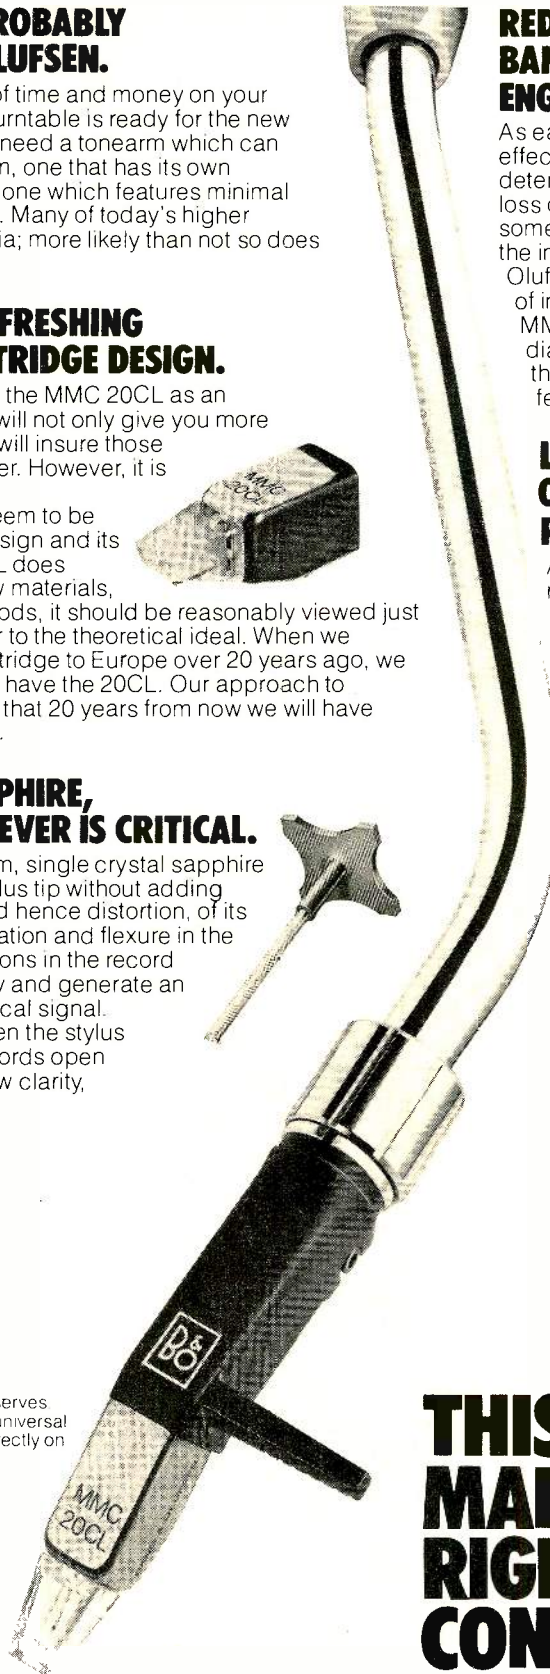 ROBABLY
LUFSEN.
of time and money on your
urntable is ready for the new
need a tonearm which can
n, one that has its own
one which features minimal
. Many of today's higher
ia; more likely than not so does
FRESHING
TRIDGE DESIGN.
the MMC 20CL as an
will not only give you more
will insure those
er. However, it is
eem to be
sign and its
L does
w materials,
ods, it should be reasonably viewed just
r to the theoretical ideal. When we
tridge to Europe over 20 years ago, we
have the 20CL. Our approach to
that 20 years from now we will have
.
MMC
20CL
PHIRE,
EVER IS CRITICAL.
m, single crystal sapphire
lus tip without adding
d hence distortion, of its
ation and flexure in the
ons in the record
y and generate an
ical signal.
en the stylus
ords open
w clarity,
B&O
MMC
20CL
serves
universal
rectly on
RED
BAN
ENG
As ea
effec
deter
loss o
some
the in
Oluf
of in
MM
dia
th
fe
L
THIS
MA
RIG
CON